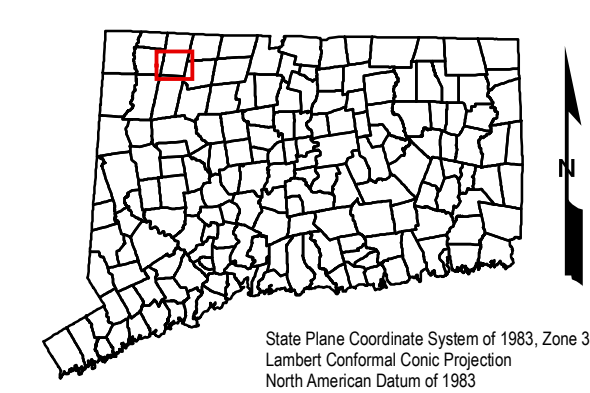 N
State Plane Coordinate System of 1983, Zone 3
Lambert Conformal Conic Projection
North American Datum of 1983